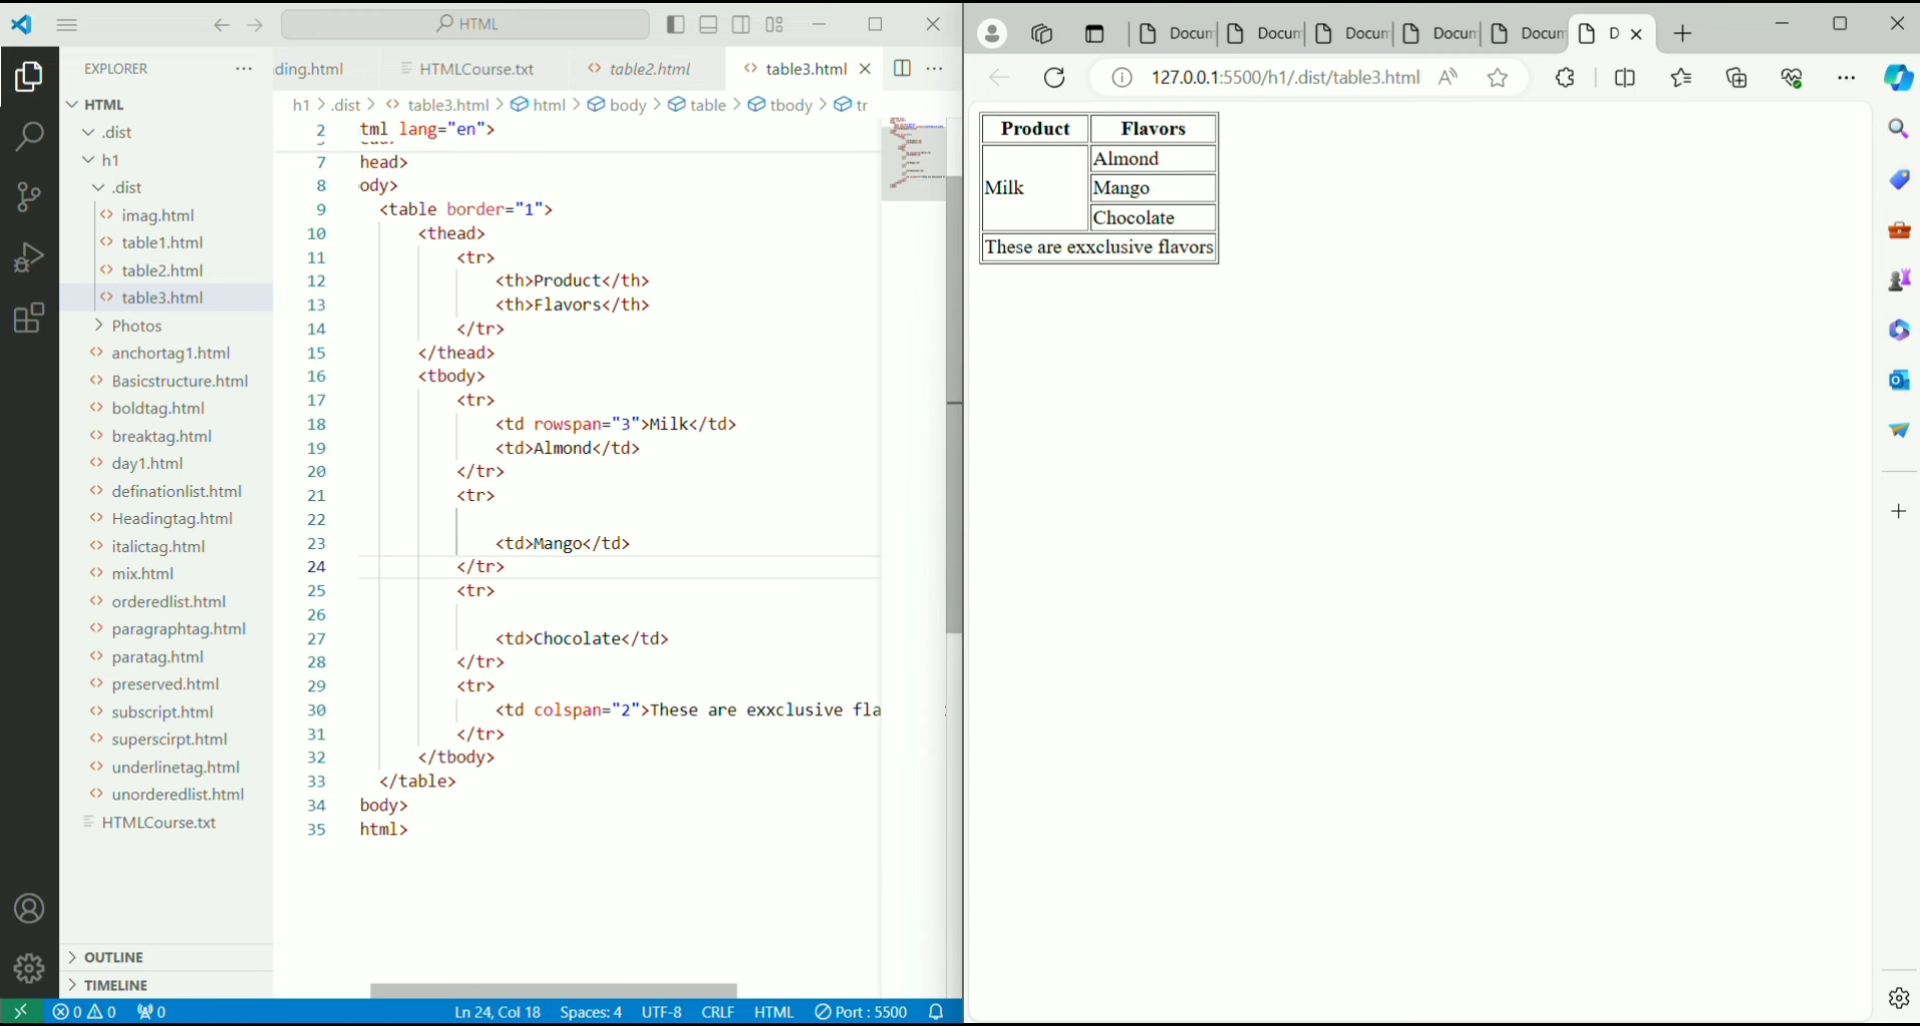 HTML
EXPLORER
HTML
.dist
h1
.dist
imag.html
table1.html
table2.html
table3.html
Photos
anchortag1.html
Basicstructure.html
boldtag.html
breaktag.html
day1.html
definationlist.html
Headingtag.html
italictag.html
mix.html
orderedlist.html
paragraphtag.html
paratag.html
preserved.html
subscript.html
superscirpt.html
underlinetag.html
unorderedlist.html
HTMLCourse.txt
OUTLINE
TIMELINE
ding.html HTMLCourse.txt table2.html table3.html
h1 > .dist > table3.html > html > body > table > tbody > tr
2 tml lang="en">
7 head>
8 ody>
9 <table border="1">
10 <thead>
11 <tr>
12 <th>Product</th>
13 <th>Flavors</th>
14 </tr>
15 </thead>
16 <tbody>
17 <tr>
18 <td rowspan="3">Milk</td>
19 <td>Almond</td>
20 </tr>
21 <tr>
22
23 <td>Mango</td>
24 </tr>
25 <tr>
26
27 <td>Chocolate</td>
28 </tr>
29 <tr>
30 <td colspan="2">These are exxclusive fla
31 </tr>
32 </tbody>
33 </table>
34 body>
35 html>
0 0 0 Ln 24, Col 18 Spaces: 4 UTF-8 CRLF HTML Port : 5500
Docum Docum Docum Docum Docum D
127.0.0.1:5500/h1/.dist/table3.html
Product Flavors
Almond
Milk Mango
Chocolate
These are exxclusive flavors